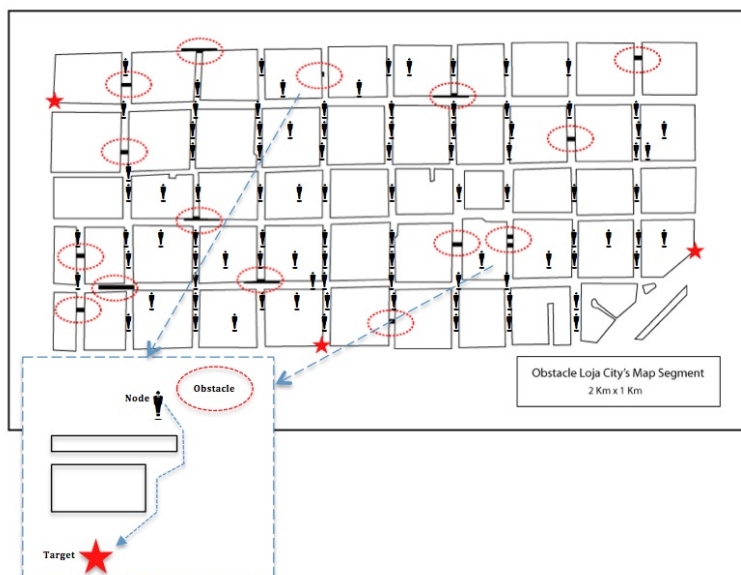 Obstacle Loja City's Map Segment
2 Km x 1 Km
Obstacle
Node
Target